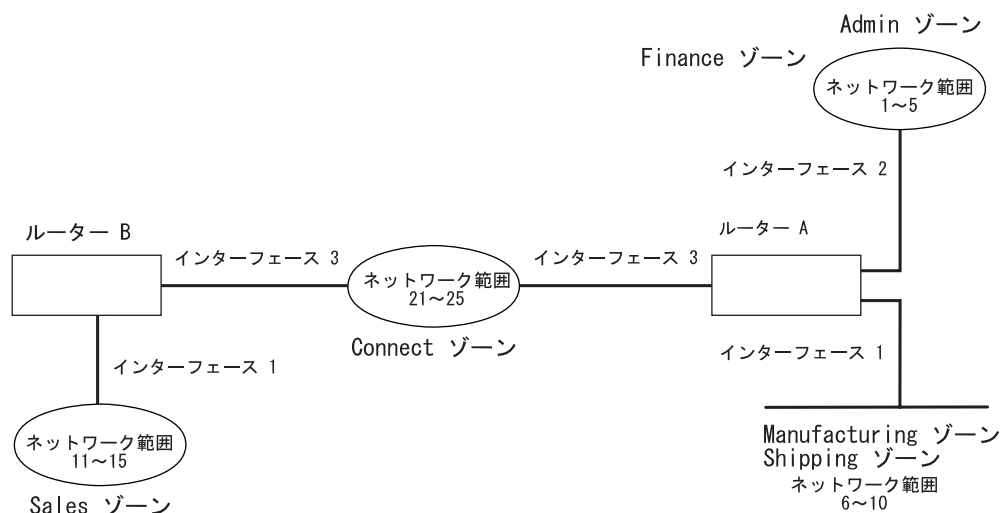 Admin ゾーン
Finance ゾーン
ネットワーク範囲
1～5
インターフェース 2
ルーター B
ルーター A
インターフェース 3
ネットワーク範囲
21～25
インターフェース 3
Connect ゾーン
インターフェース 1
インターフェース 1
ネットワーク範囲
11～15
Sales ゾーン
Manufacturing ゾーン
Shipping ゾーン
ネットワーク範囲
6～10